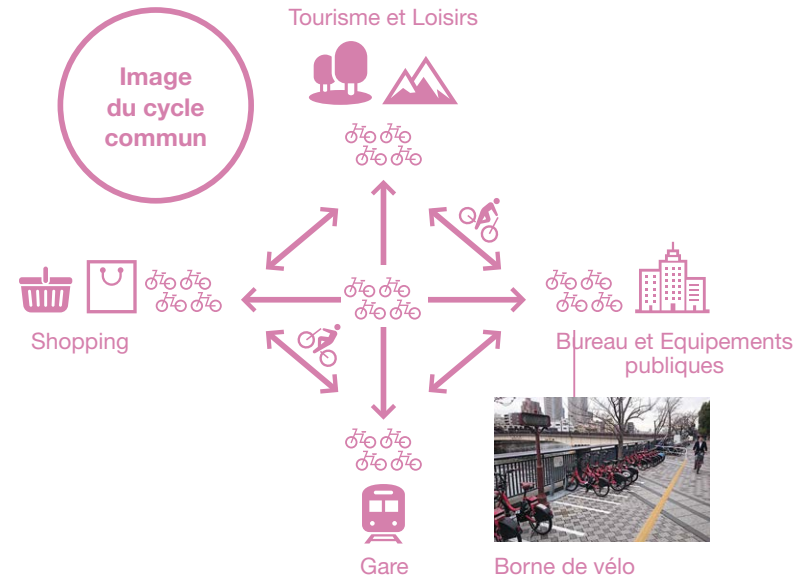 Tourisme et Loisirs
Image
du cycle
commun
Shopping
Bureau et Equipements
publiques
Gare
Borne de vélo